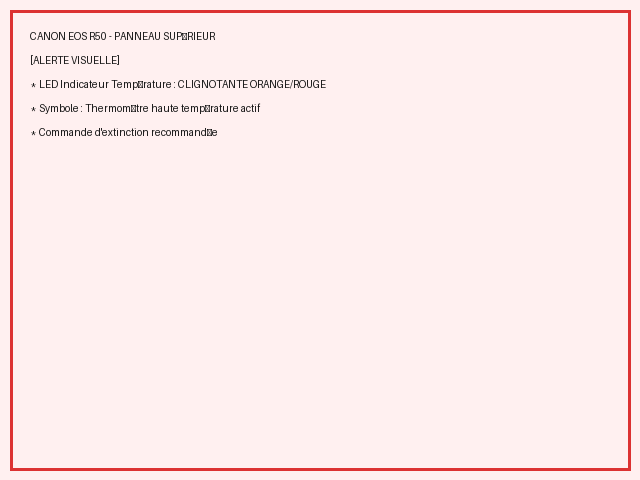 CANON EOS R50 - PANNEAU SUP▯RIEUR
[ALERTE VISUELLE]
* LED Indicateur Temp▯rature : CLIGNOTANTE ORANGE/ROUGE
* Symbole : Thermom▯tre haute temp▯rature actif
* Commande d'extinction recommand▯e